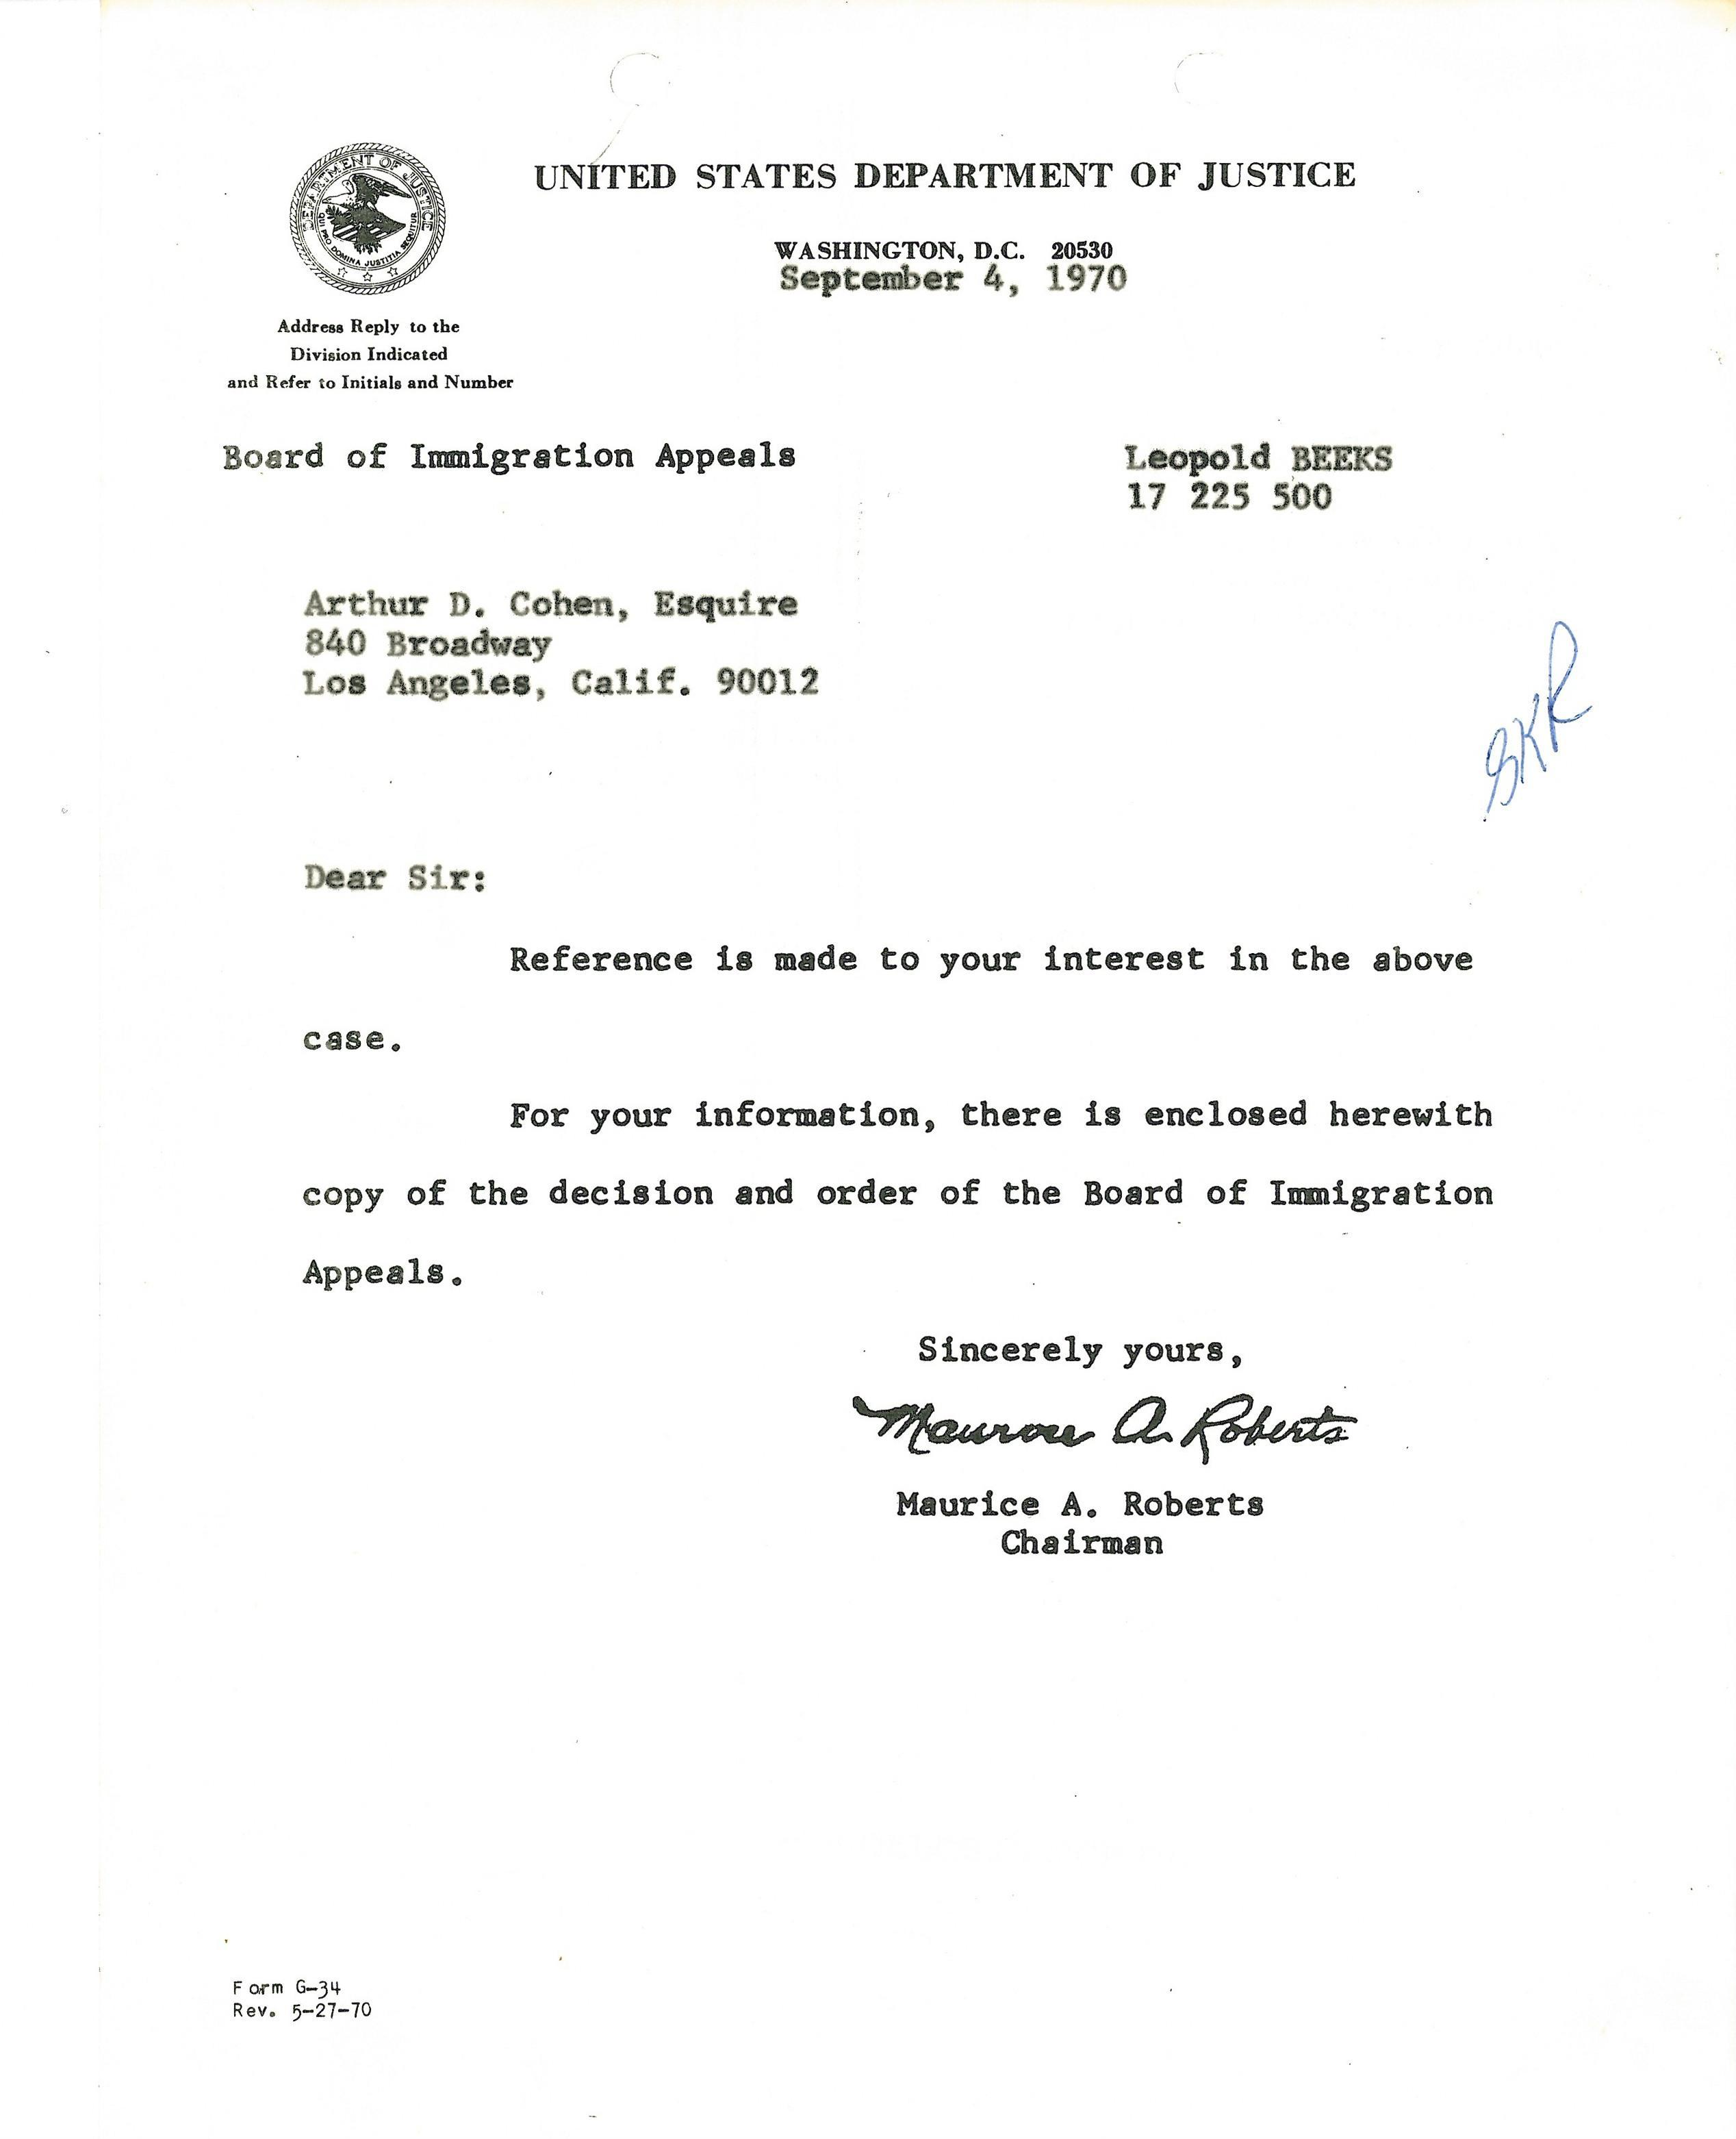 UNITED STATES DEPARTMENT OF JUSTICE
WASHINGTON, D.C. 20530
September 4, 1970
DEPARTMENT OF JUSTICE
QUI PRO DOMINA JUSTITIA SEQUITUR
Address Reply to the
Division Indicated
and Refer to Initials and Number
Board of Immigration Appeals
Leopold BEEKS
17 225 500
Arthur D. Cohen, Esquire
840 Broadway
Los Angeles, Calif. 90012
SKR
Dear Sir:
Reference is made to your interest in the above
case.
For your information, there is enclosed herewith
copy of the decision and order of the Board of Immigration
Appeals.
Sincerely yours,
Maurice A. Roberts
Maurice A. Roberts
Chairman
Form G-34
Rev. 5-27-70